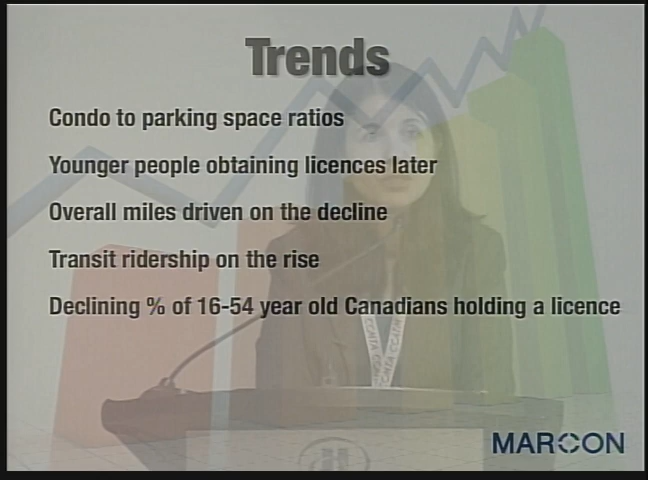 Trends
Condo to parking space ratios
Younger people obtaining licences later
Overall miles driven on the decline
Transit ridership on the rise
Declining % of 16-54 year old Canadians holding a licence
MARCON